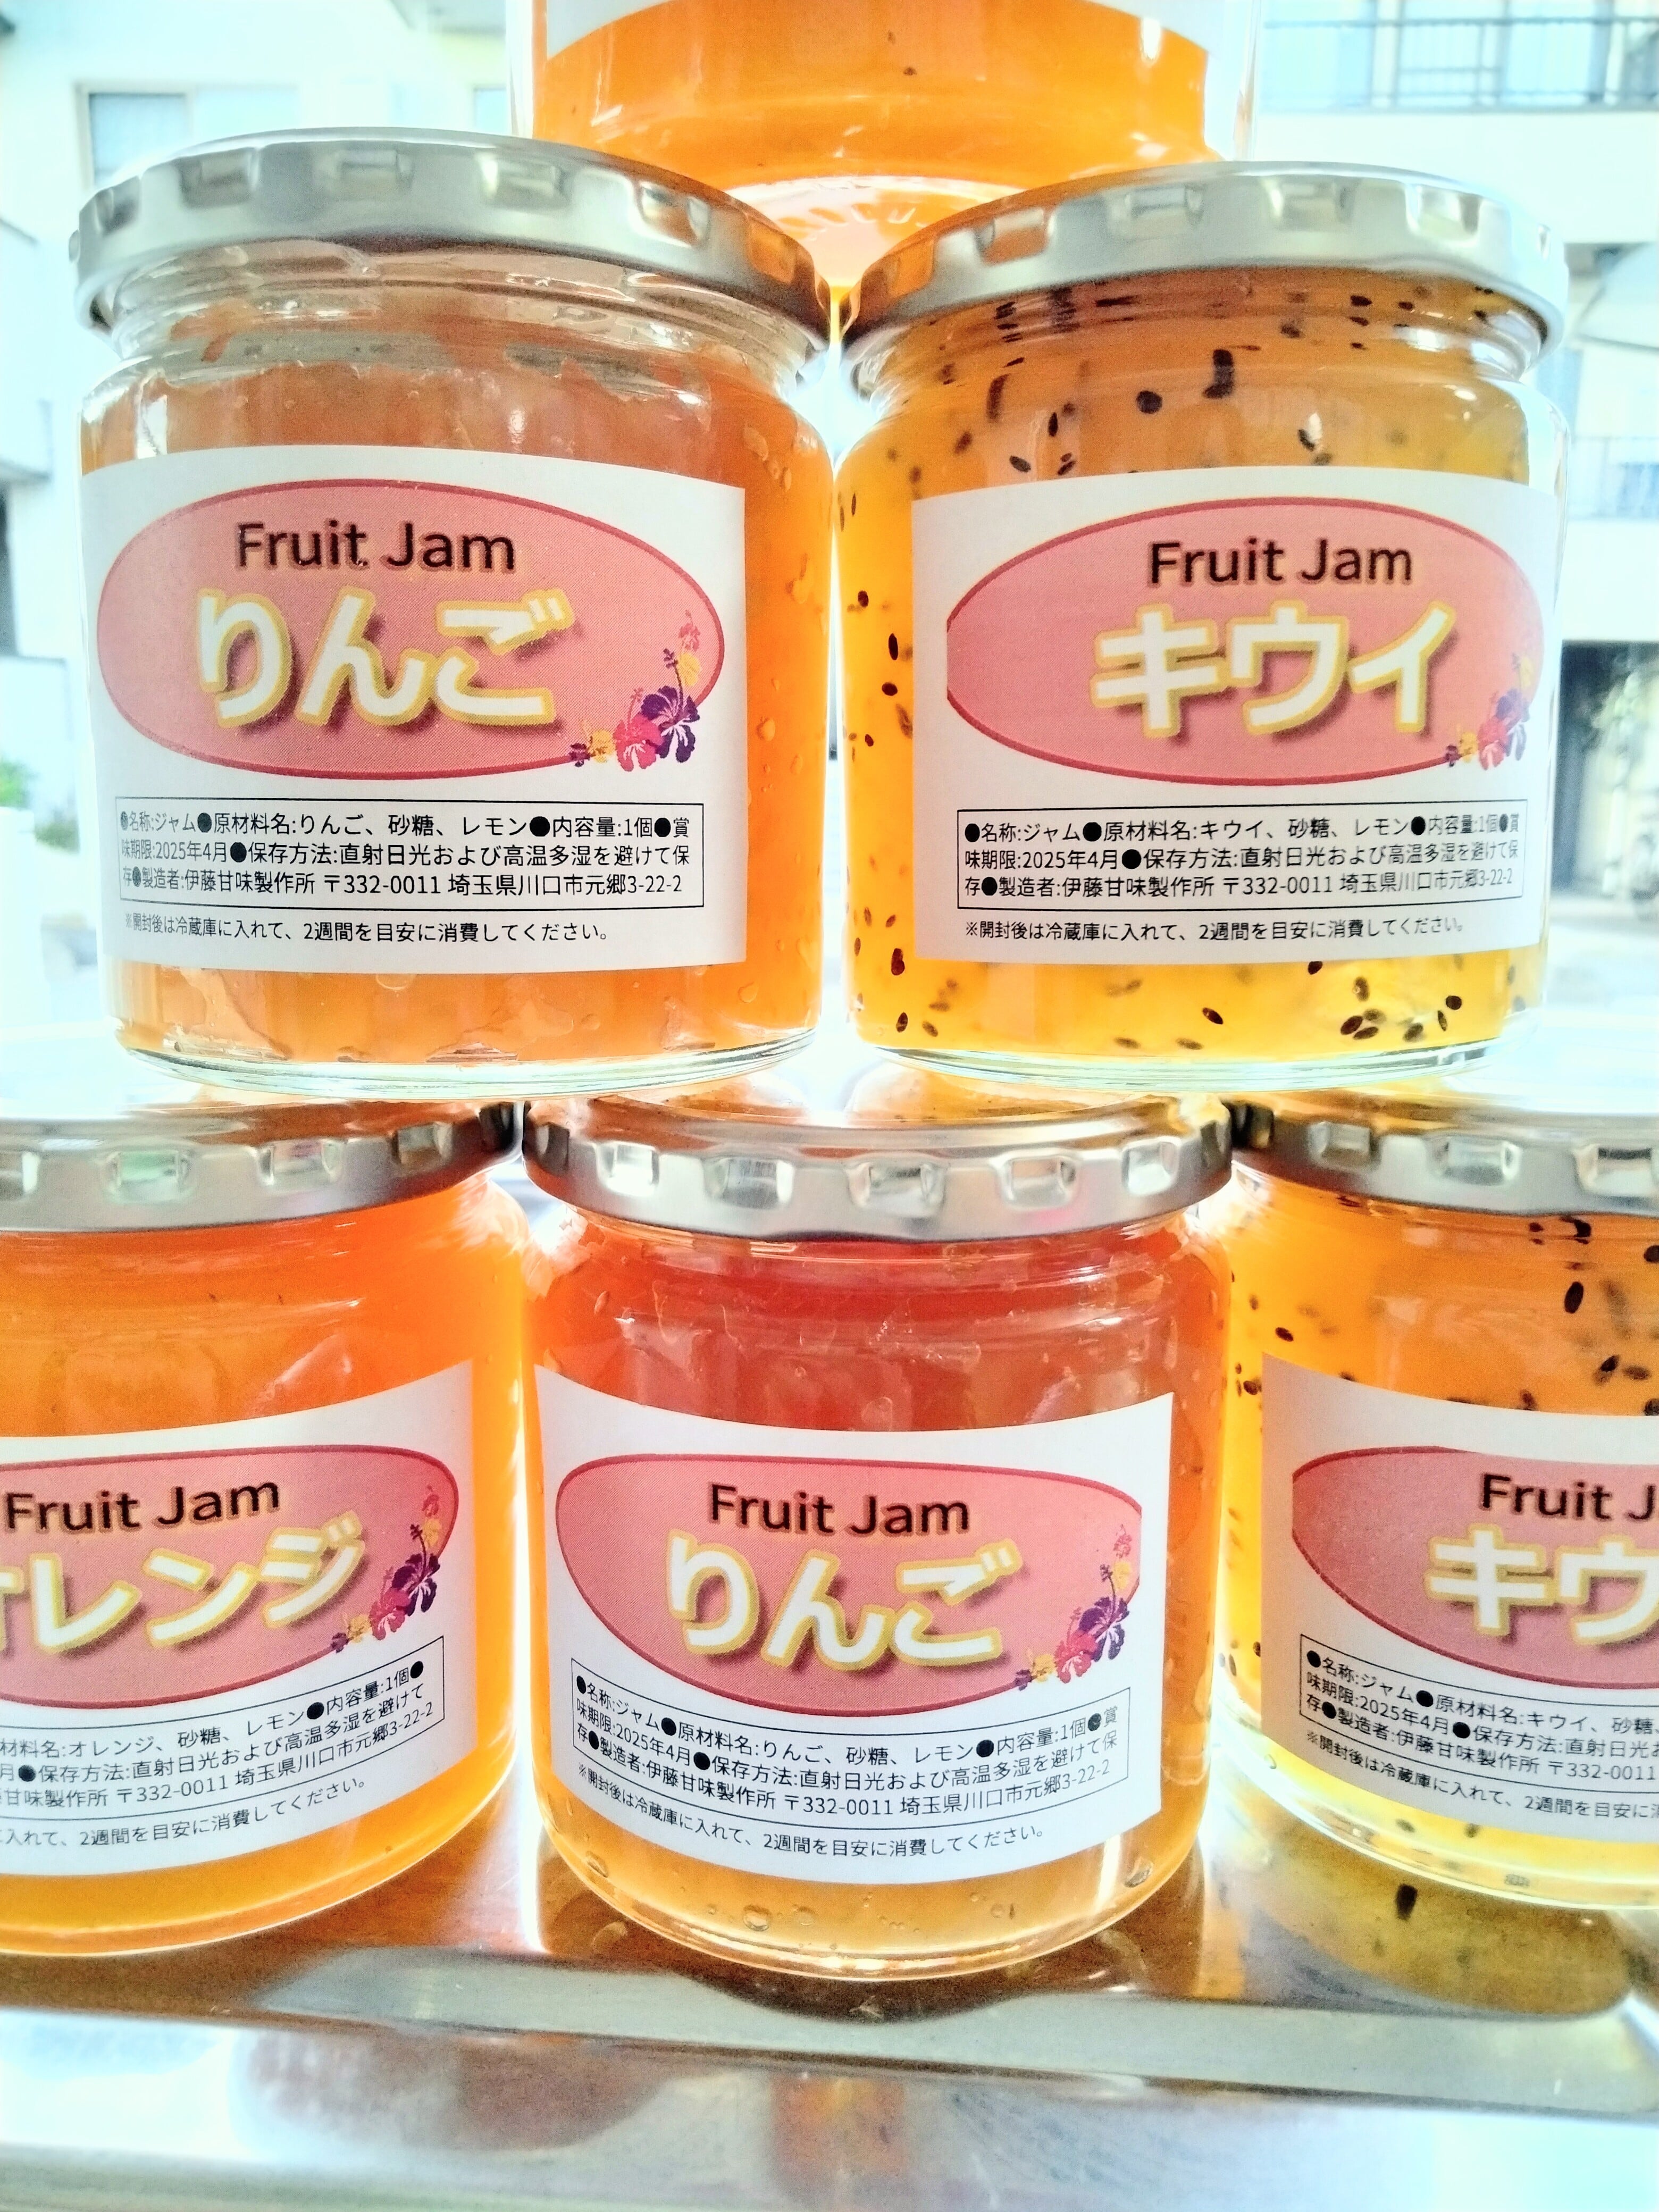 Fruit Jam
りんご
●名称:ジャム●原材料名:りんご、砂糖、レモン●内容量:1個●賞
味期限:2025年4月●保存方法:直射日光および高温多湿を避けて保
存●製造者:伊藤甘味製作所 〒332-0011 埼玉県川口市元郷3-22-2
※開封後は冷蔵庫に入れて、2週間を目安に消費してください。
Fruit Jam
キウイ
●名称:ジャム●原材料名:キウイ、砂糖、レモン●内容量:1個●賞
味期限:2025年4月●保存方法:直射日光および高温多湿を避けて保
存●製造者:伊藤甘味製作所 〒332-0011 埼玉県川口市元郷3-22-2
※開封後は冷蔵庫に入れて、2週間を目安に消費してください。
Fruit Jam
オレンジ
材料名:オレンジ、砂糖、レモン●内容量:1個●
月●保存方法:直射日光および高温多湿を避けて
甘味製作所 〒332-0011 埼玉県川口市元郷3-22-2
に入れて、2週間を目安に消費してください。
Fruit Jam
りんご
●名称:ジャム●原材料名:りんご、砂糖、レモン●内容量:1個●賞
味期限:2025年4月●保存方法:直射日光および高温多湿を避けて保
存●製造者:伊藤甘味製作所 〒332-0011 埼玉県川口市元郷3-22-2
※開封後は冷蔵庫に入れて、2週間を目安に消費してください。
Fruit J
キウ
●名称:ジャム●原材料名:キウイ、砂糖、
味期限:2025年4月●保存方法:直射日光お
存●製造者:伊藤甘味製作所 〒332-0011
※開封後は冷蔵庫に入れて、2週間を目安に